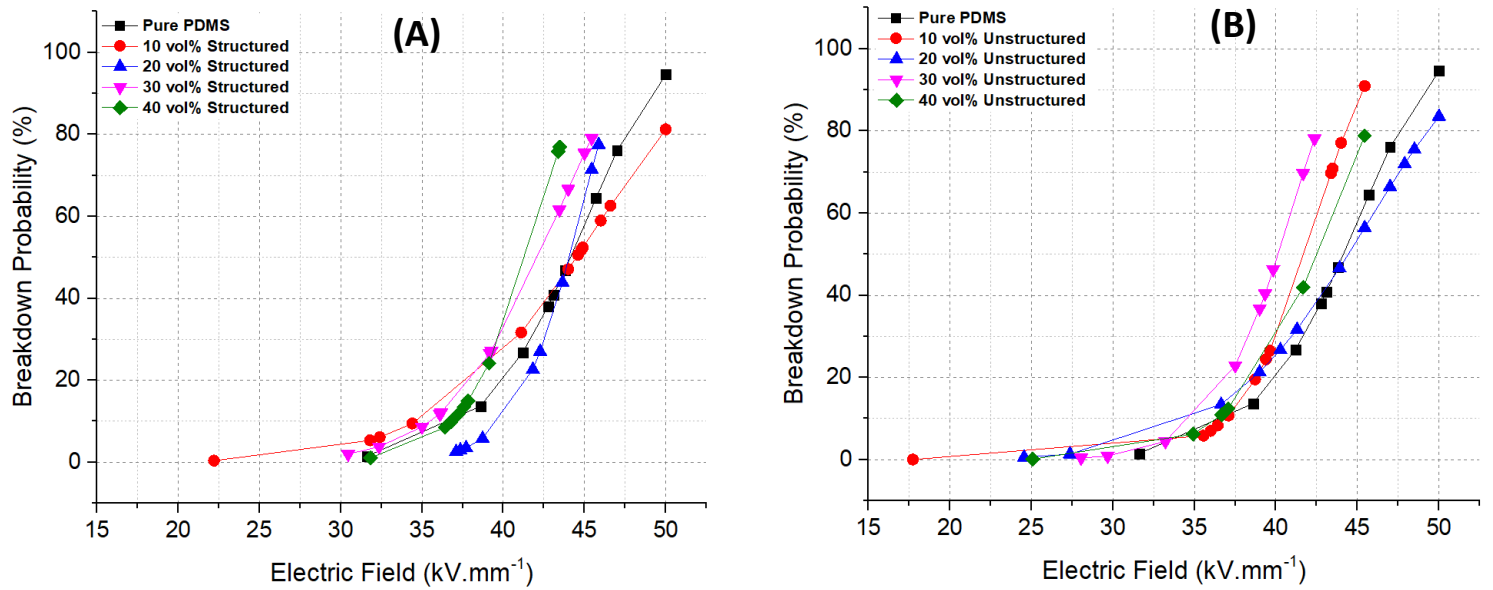 (A)
Pure PDMS
10 vol% Structured
20 vol% Structured
30 vol% Structured
40 vol% Structured
Breakdown Probability (%)
100
80
60
40
20
0
15 20 25 30 35 40 45 50
Electric Field (kV.mm⁻¹)
(B)
Pure PDMS
10 vol% Unstructured
20 vol% Unstructured
30 vol% Unstructured
40 vol% Unstructured
Breakdown Probability (%)
100
80
60
40
20
0
15 20 25 30 35 40 45 50
Electric Field (kV.mm⁻¹)